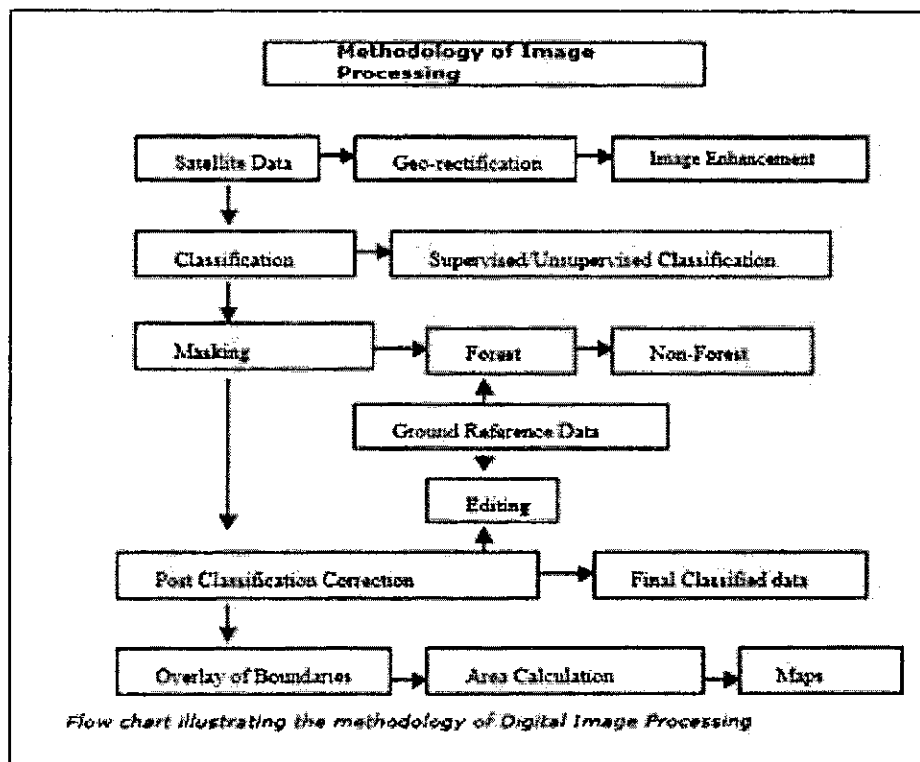 Methodology of Image
Processing
Satellite Data
Geo-rectification
Image Enhancement
Classification
Supervised/Unsupervised Classification
Masking
Forest
Non-Forest
Ground Reference Data
Editing
Post Classification Correction
Final Classified data
Overlay of Boundaries
Area Calculation
Maps
Flow chart illustrating the methodology of Digital Image Processing